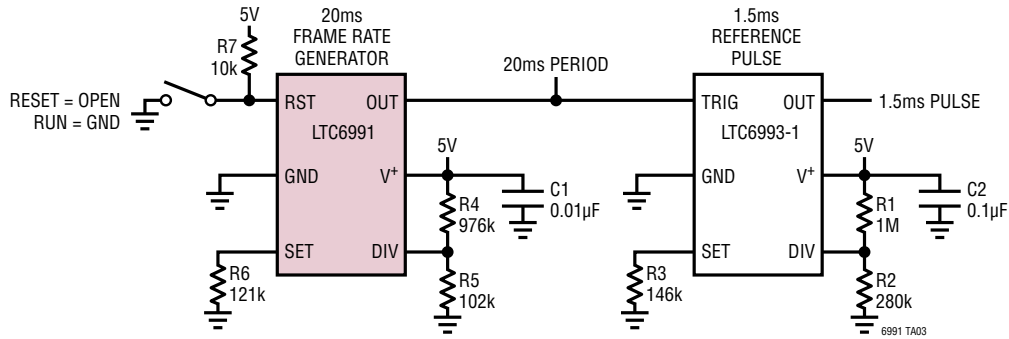 5V
R7
10k
RESET = OPEN
RUN = GND
20ms
FRAME RATE
GENERATOR
RST
OUT
LTC6991
GND
V+
SET
DIV
R6
121k
5V
R4
976k
C1
0.01µF
R5
102k
20ms PERIOD
1.5ms
REFERENCE
PULSE
TRIG
OUT
LTC6993-1
GND
V+
SET
DIV
1.5ms PULSE
R3
146k
5V
R1
1M
C2
0.1µF
R2
280k
6991 TA03